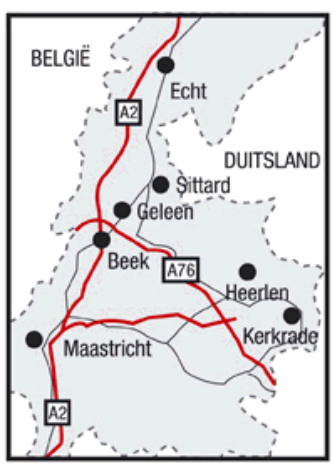 BELGIË
Echt
A2
DUITSLAND
Sittard
Geleen
Beek
A76
Heerlen
Kerkrade
Maastricht
A2